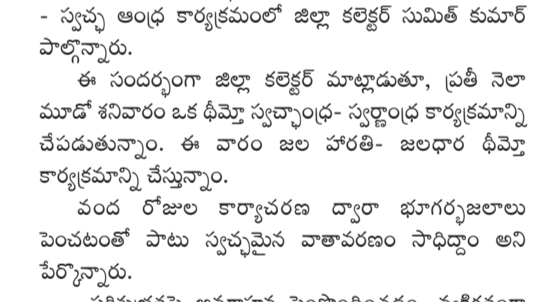 - స్వచ్ఛ ఆంధ్ర కార్యక్రమంలో జిల్లా కలెక్టర్ సుమిత్ కుమార్
పాల్గొన్నారు.
ఈ సందర్భంగా జిల్లా కలెక్టర్ మాట్లాడుతూ, ప్రతీ నెలా
మూడో శనివారం ఒక థీమ్తో స్వచ్ఛాంధ్ర- స్వర్ణాంధ్ర కార్యక్రమాన్ని
చేపడుతున్నాం. ఈ వారం జల హారతి- జలధార థీమ్తో
కార్యక్రమాన్ని చేస్తున్నాం.
వంద రోజుల కార్యాచరణ ద్వారా భూగర్భజలాలు
పెంచటంతో పాటు స్వచ్ఛమైన వాతావరణం సాధిద్దాం అని
పేర్కొన్నారు.